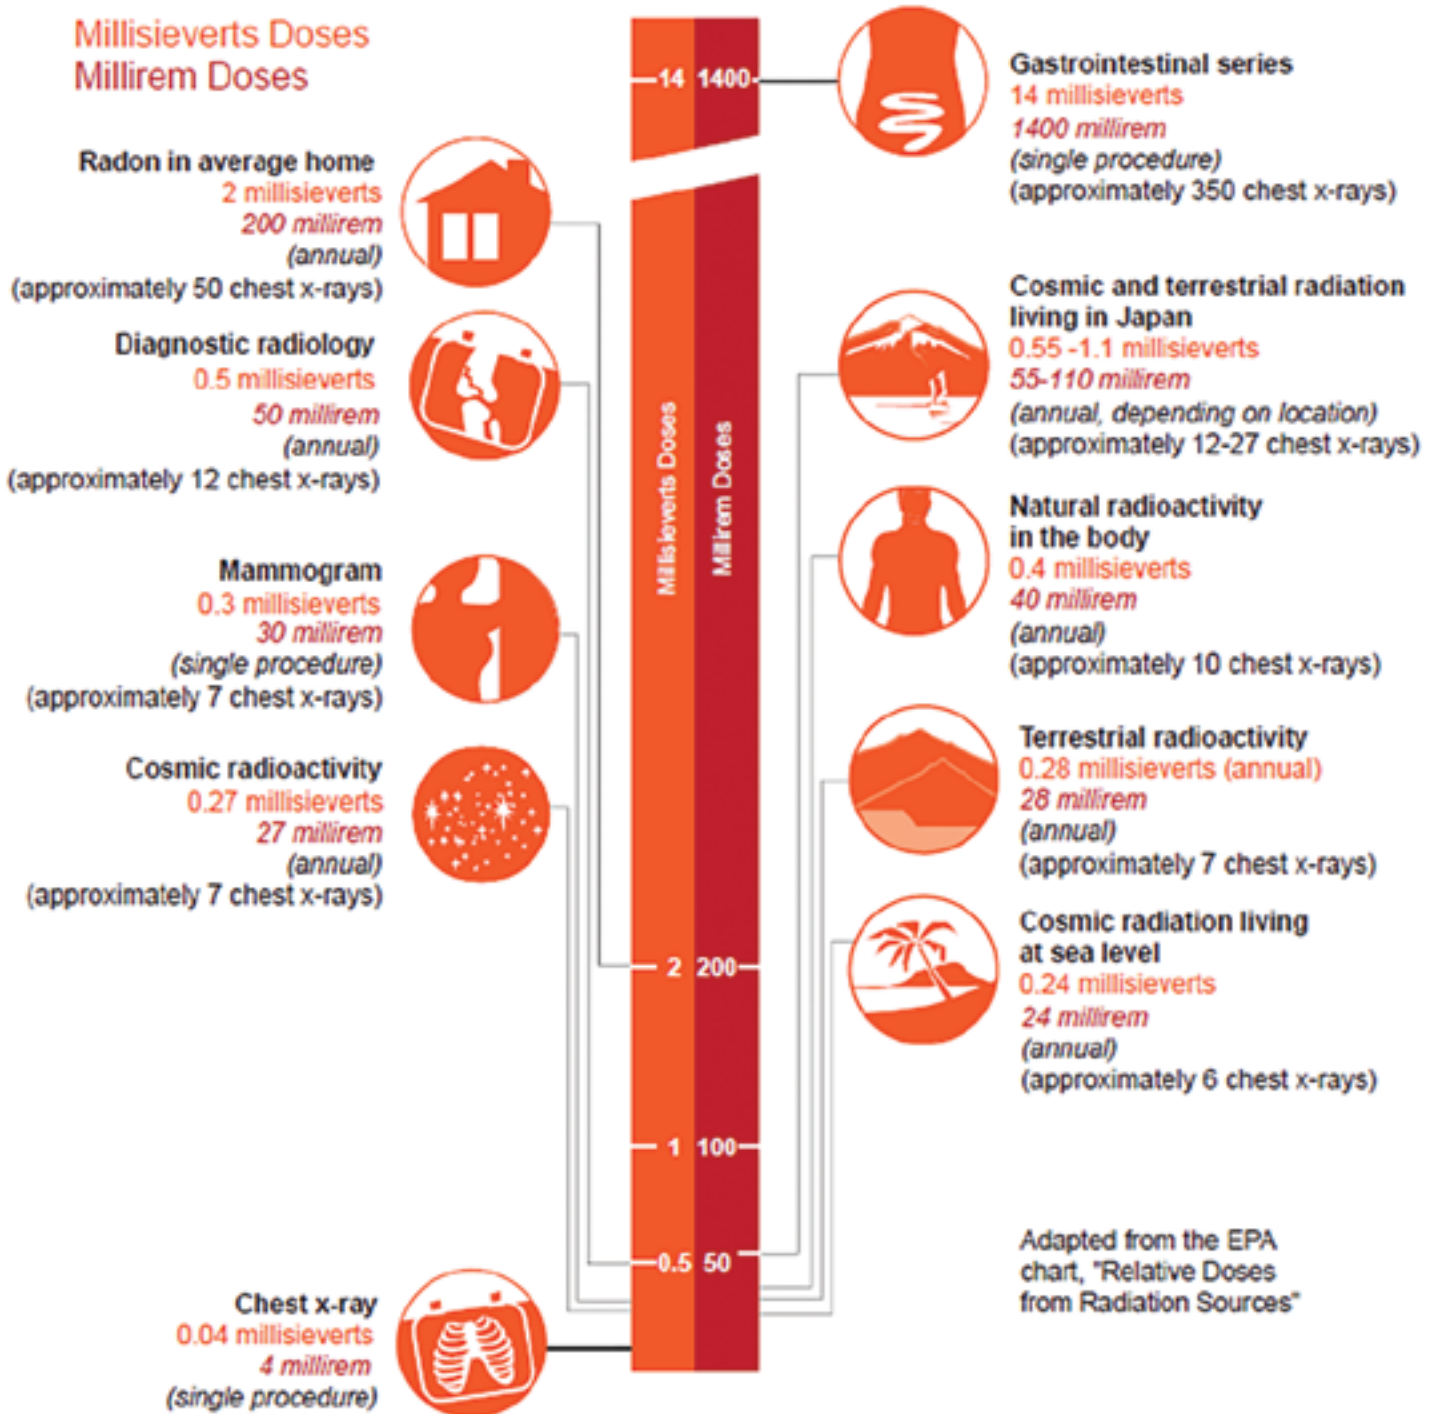 Millisieverts Doses
Millirem Doses
Radon in average home
2 millisieverts
200 millirem
(annual)
(approximately 50 chest x-rays)
Diagnostic radiology
0.5 millisieverts
50 millirem
(annual)
(approximately 12 chest x-rays)
Mammogram
0.3 millisieverts
30 millirem
(single procedure)
(approximately 7 chest x-rays)
Cosmic radioactivity
0.27 millisieverts
27 millirem
(annual)
(approximately 7 chest x-rays)
Chest x-ray
0.04 millisieverts
4 millirem
(single procedure)
14 1400
Millisieverts Doses
Millirem Doses
2 200
1 100
0.5 50
Gastrointestinal series
14 millisieverts
1400 millirem
(single procedure)
(approximately 350 chest x-rays)
Cosmic and terrestrial radiation
living in Japan
0.55 -1.1 millisieverts
55-110 millirem
(annual, depending on location)
(approximately 12-27 chest x-rays)
Natural radioactivity
in the body
0.4 millisieverts
40 millirem
(annual)
(approximately 10 chest x-rays)
Terrestrial radioactivity
0.28 millisieverts (annual)
28 millirem
(annual)
(approximately 7 chest x-rays)
Cosmic radiation living
at sea level
0.24 millisieverts
24 millirem
(annual)
(approximately 6 chest x-rays)
Adapted from the EPA
chart, "Relative Doses
from Radiation Sources"